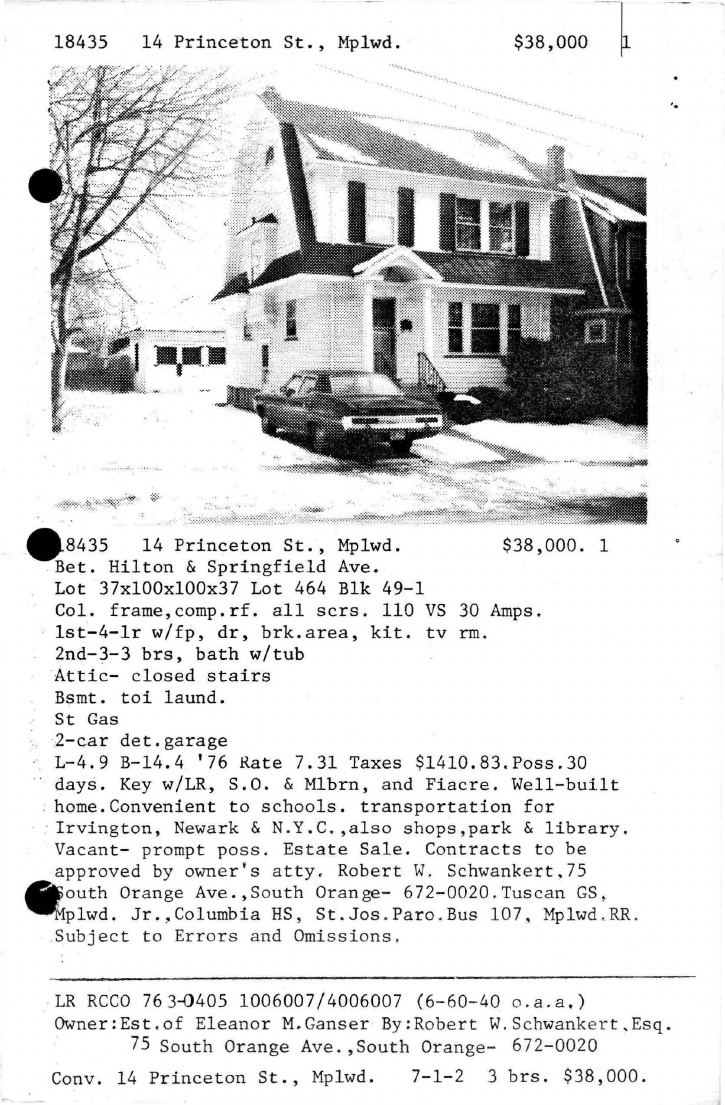 18435 14 Princeton St., Mplwd. $38,000 1
18435 14 Princeton St., Mplwd. $38,000. 1
Bet. Hilton & Springfield Ave.
Lot 37x100x100x37 Lot 464 Blk 49-1
Col. frame,comp.rf. all scrs. 110 VS 30 Amps.
1st-4-lr w/fp, dr, brk.area, kit. tv rm.
2nd-3-3 brs, bath w/tub
Attic- closed stairs
Bsmt. toi laund.
St Gas
2-car det.garage
L-4.9 B-14.4 '76 Rate 7.31 Taxes $1410.83.Poss.30
days. Key w/LR, S.O. & Mlbrn, and Fiacre. Well-built
home.Convenient to schools. transportation for
Irvington, Newark & N.Y.C.,also shops,park & library.
Vacant- prompt poss. Estate Sale. Contracts to be
approved by owner's atty. Robert W. Schwankert,75
South Orange Ave.,South Orange- 672-0020.Tuscan GS,
Mplwd. Jr.,Columbia HS, St.Jos.Paro.Bus 107, Mplwd.RR.
Subject to Errors and Omissions.
LR RCCO 763-0405 1006007/4006007 (6-60-40 o.a.a.)
Owner:Est.of Eleanor M.Ganser By:Robert W.Schwankert,Esq.
75 South Orange Ave.,South Orange- 672-0020
Conv. 14 Princeton St., Mplwd. 7-1-2 3 brs. $38,000.